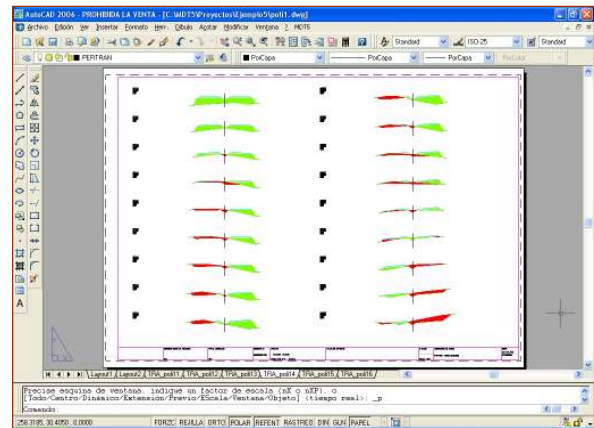 AutoCAD 2006 - PROHIBIDA LA VENTA - [C:\MDT5\Proyectos\Ejemplo5\poli1.dwg]
Archivo Edición Ver Insertar Formato Herr. Dibujo Acotar Modificar Ventana ? MDT5
Standard ISO-25 Standard
PERTRAN PorCapa PorCapa PorCapa PorColor
Layout1 Layout2 TRA_poli11 TRA_poli12 TRA_poli13 TRA_poli14 TRA_poli15 TRA_poli16
Precise esquina de ventana, indique un factor de escala (nX o nXP), o
[Todo/Centro/Dinámico/Extensión/Previo/EScala/Ventana/Objeto] <tiempo real>: _p
Comando:
258.3195, 30.4050, 0.0000 FORZC REJILLA ORTO POLAR REFENT RASTREO DIN GLN PAPEL